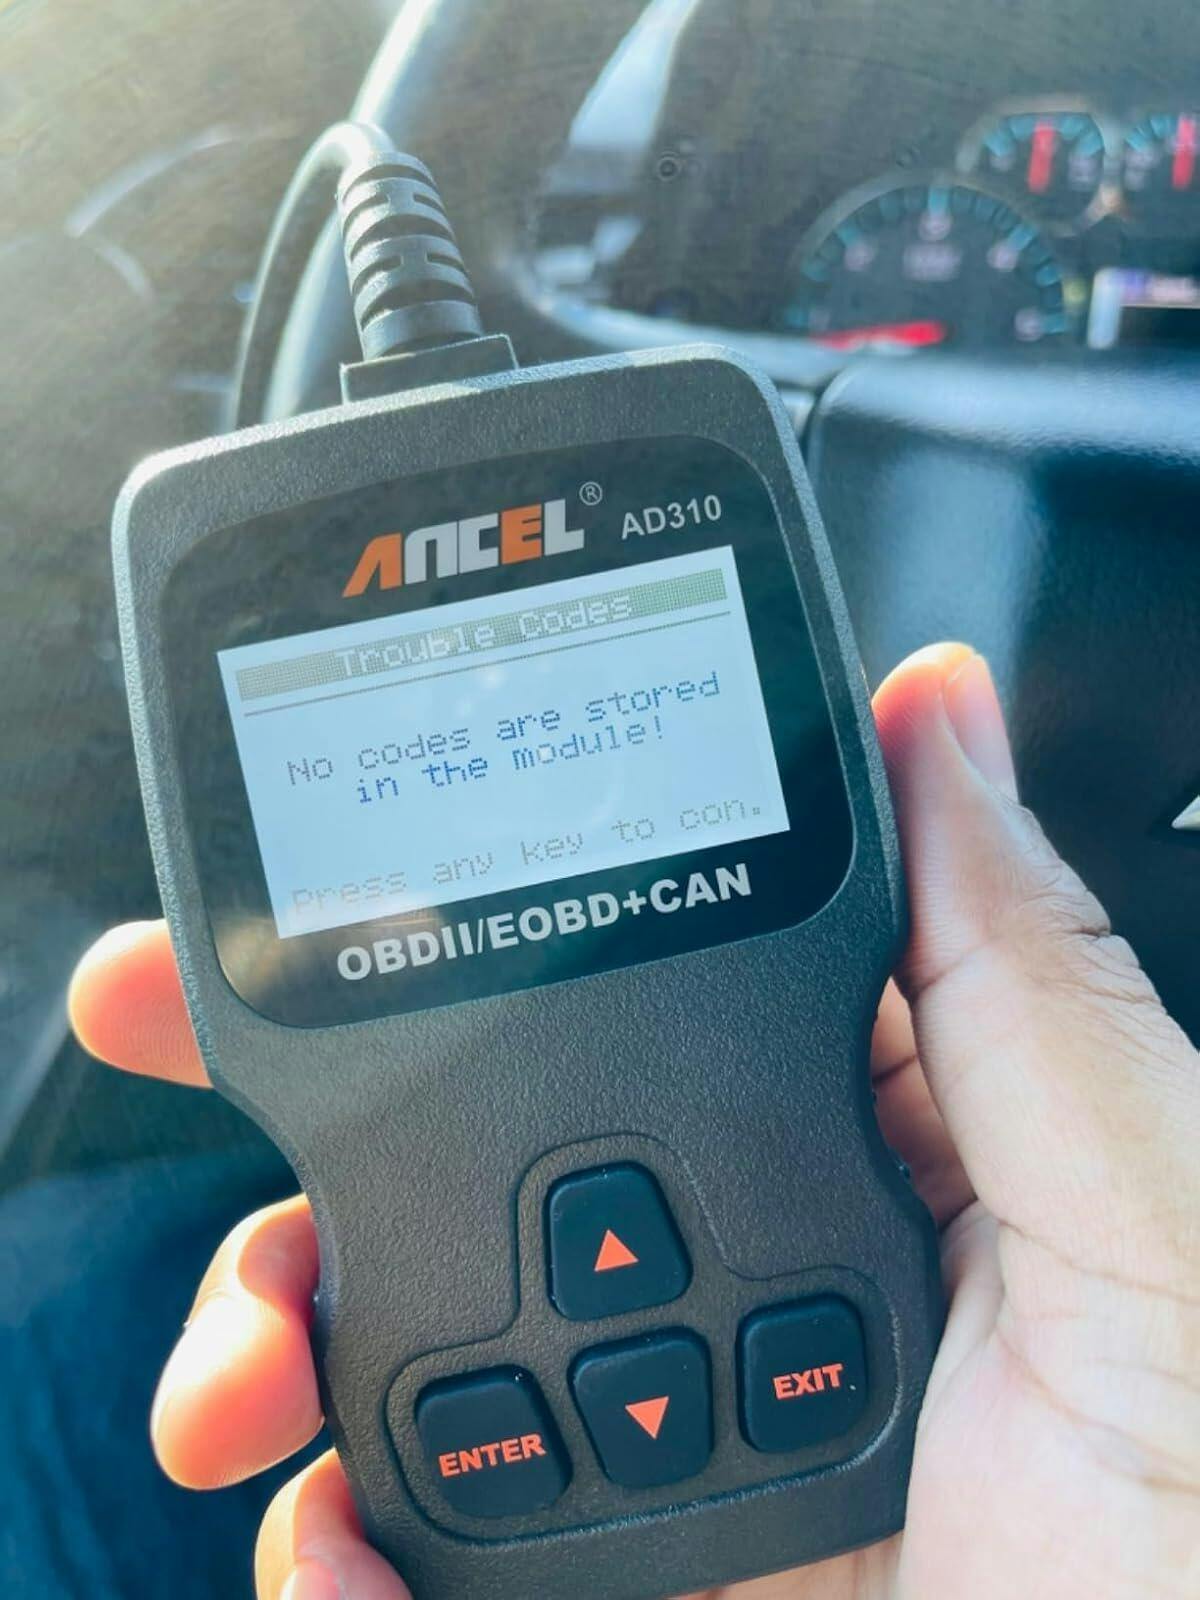 ANCEL® AD310
Trouble Codes
No codes are stored
in the module!
Press any key to con.
OBDII/EOBD+CAN
ENTER
EXIT